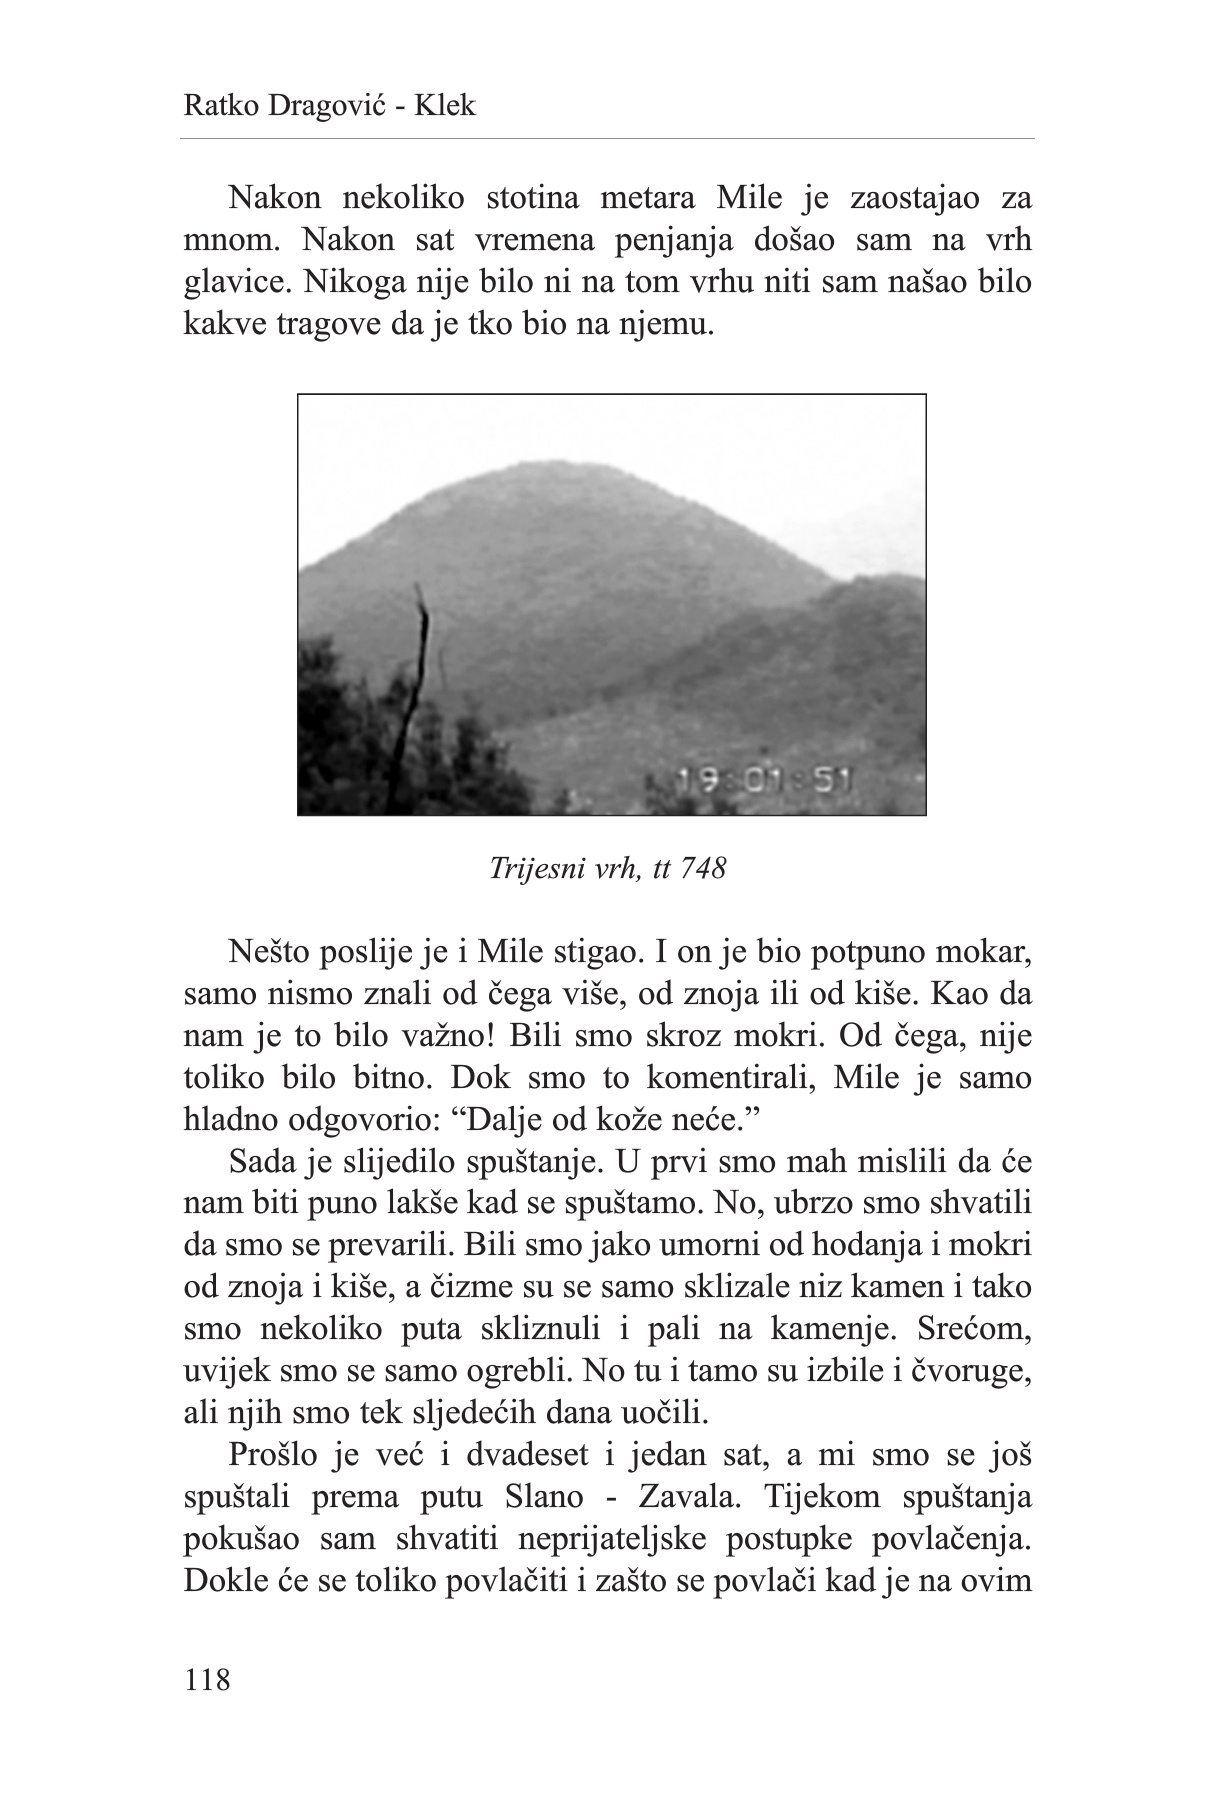 Ratko Dragović - Klek
Nakon nekoliko stotina metara Mile je zaostajao za
mnom. Nakon sat vremena penjanja došao sam na vrh
glavice. Nikoga nije bilo ni na tom vrhu niti sam našao bilo
kakve tragove da je tko bio na njemu.
19:01:51
Trijesni vrh, tt 748
Nešto poslije je i Mile stigao. I on je bio potpuno mokar,
samo nismo znali od čega više, od znoja ili od kiše. Kao da
nam je to bilo važno! Bili smo skroz mokri. Od čega, nije
toliko bilo bitno. Dok smo to komentirali, Mile je samo
hladno odgovorio: “Dalje od kože neće.”
Sada je slijedilo spuštanje. U prvi smo mah mislili da će
nam biti puno lakše kad se spuštamo. No, ubrzo smo shvatili
da smo se prevarili. Bili smo jako umorni od hodanja i mokri
od znoja i kiše, a čizme su se samo sklizale niz kamen i tako
smo nekoliko puta skliznuli i pali na kamenje. Srećom,
uvijek smo se samo ogrebli. No tu i tamo su izbile i čvoruge,
ali njih smo tek sljedećih dana uočili.
Prošlo je već i dvadeset i jedan sat, a mi smo se još
spuštali prema putu Slano - Zavala. Tijekom spuštanja
pokušao sam shvatiti neprijateljske postupke povlačenja.
Dokle će se toliko povlačiti i zašto se povlači kad je na ovim
118